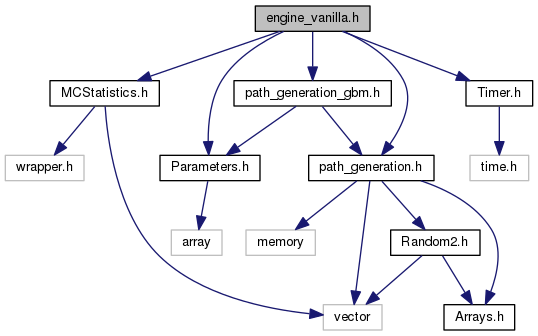 engine_vanilla.h
MCStatistics.h
path_generation_gbm.h
Timer.h
wrapper.h
Parameters.h
path_generation.h
time.h
array
memory
Random2.h
vector
Arrays.h